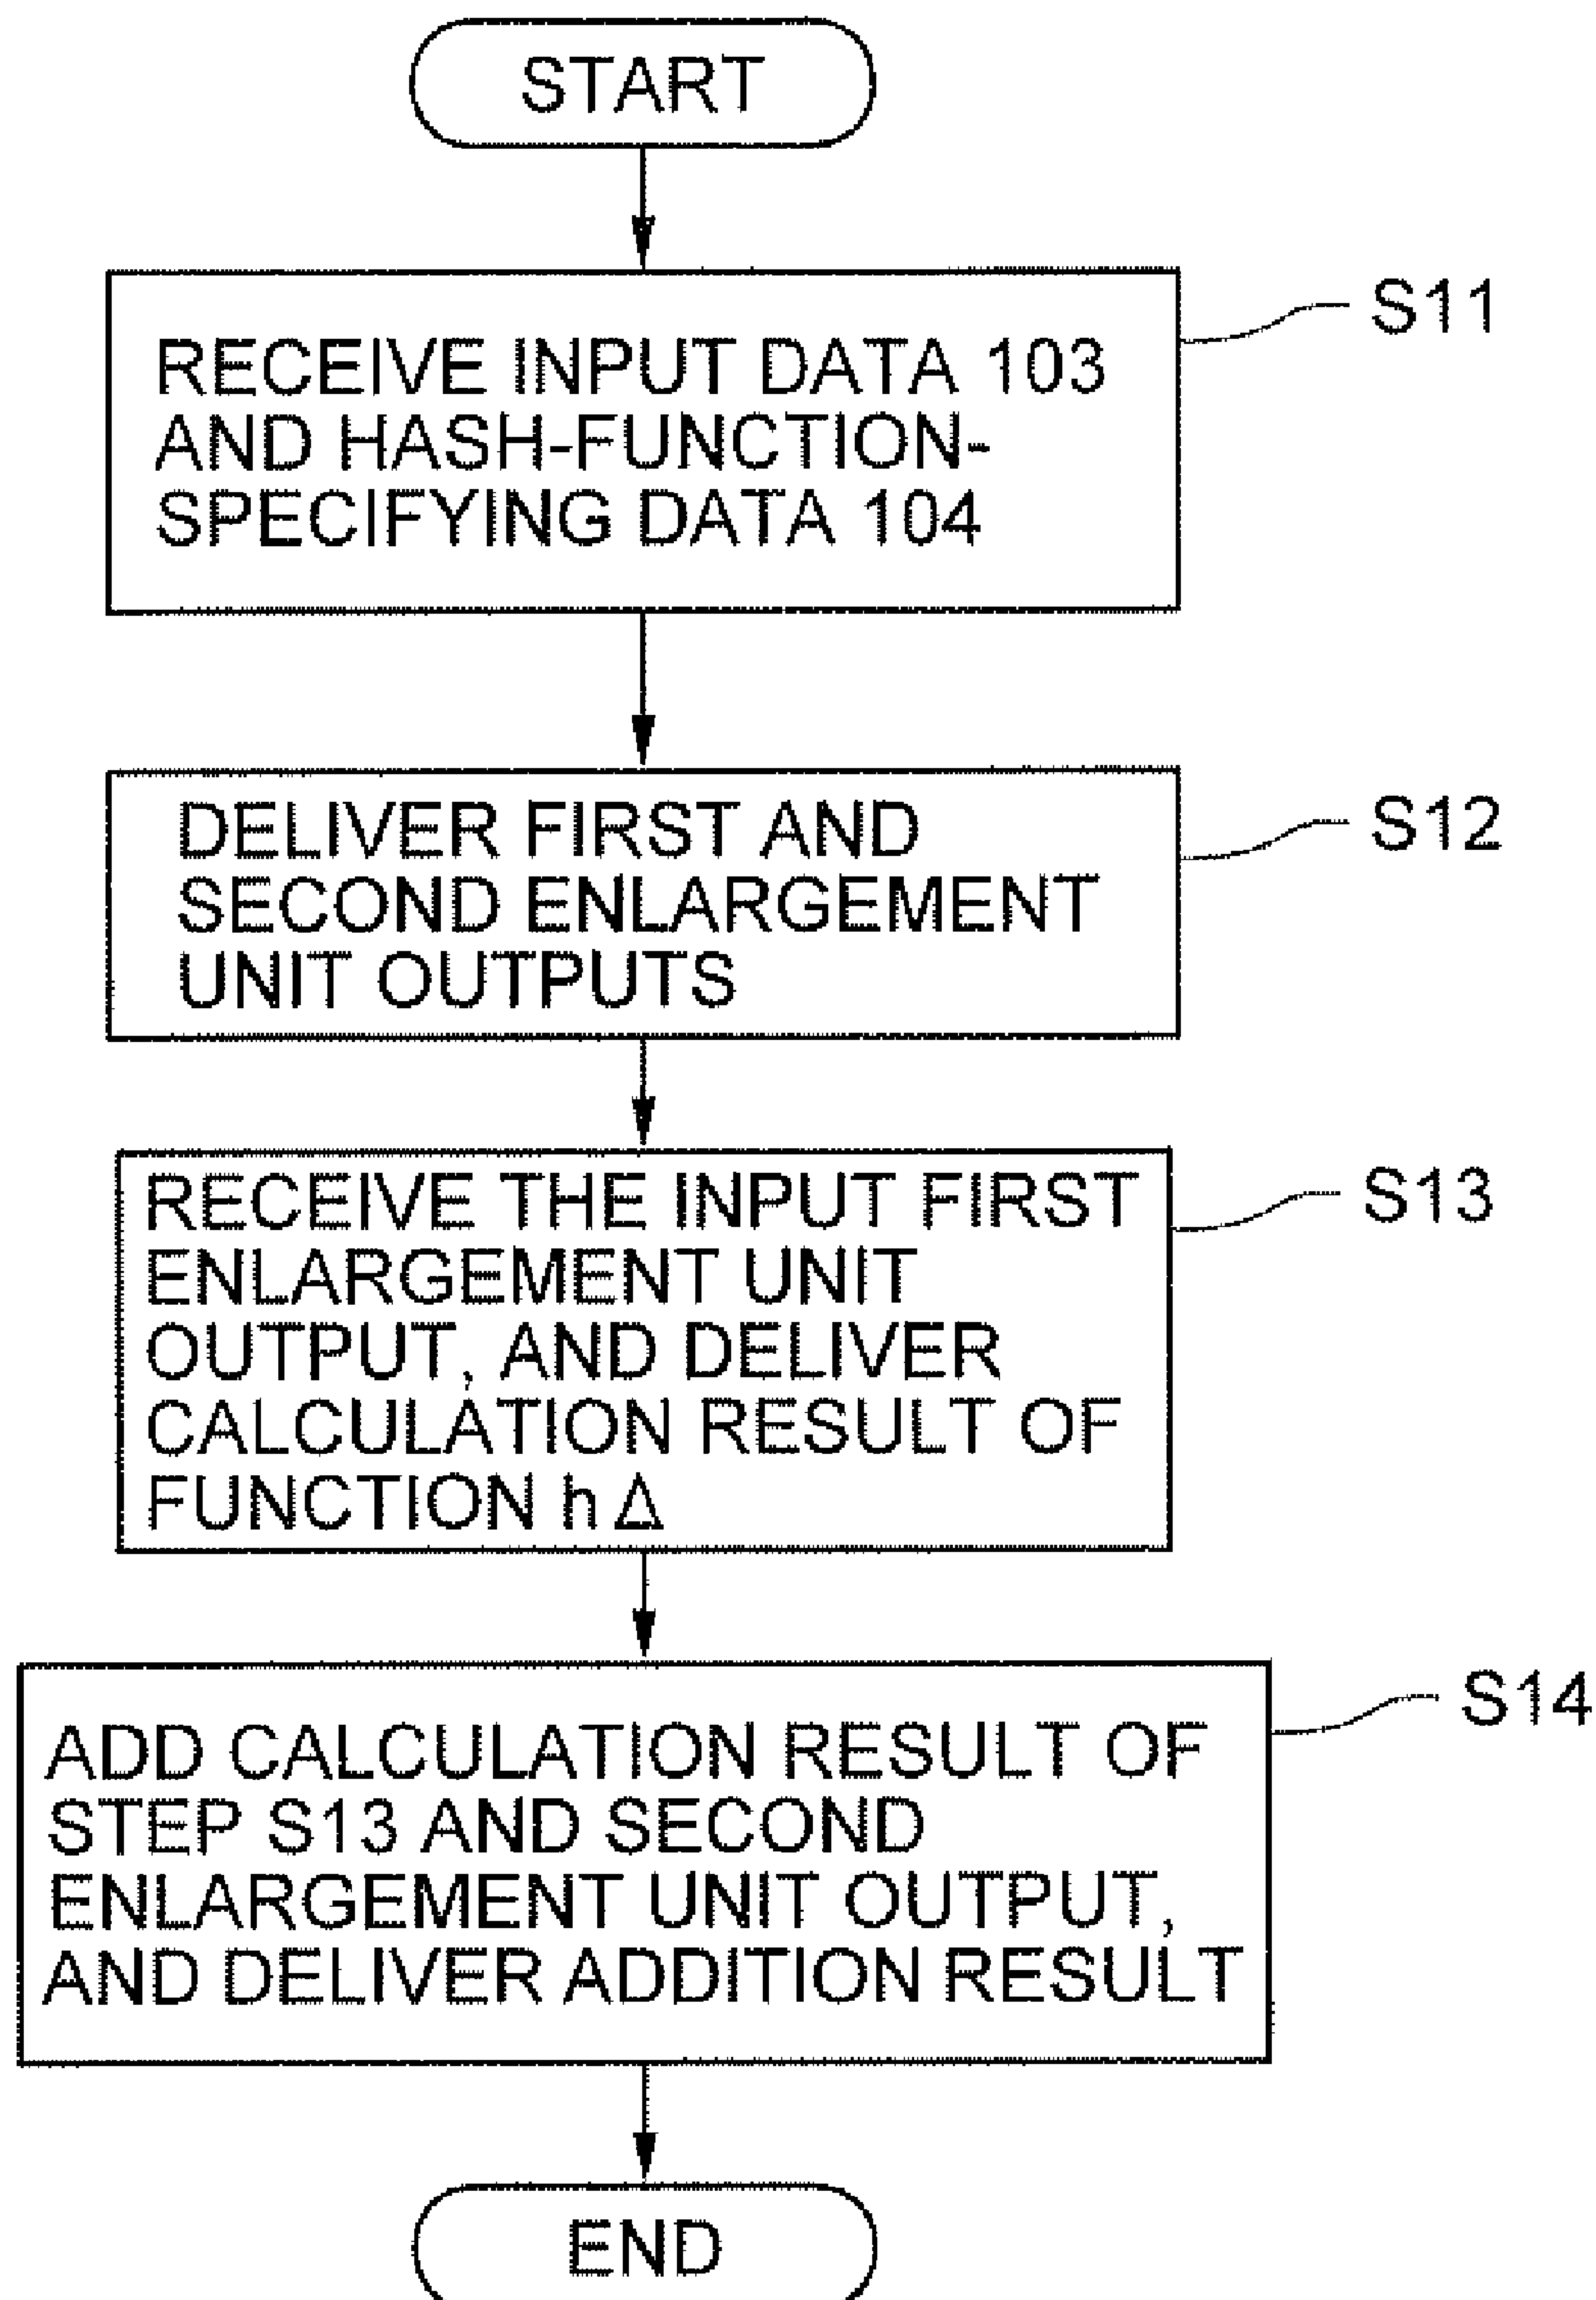 START
S11
RECEIVE INPUT DATA 103
AND HASH-FUNCTION-
SPECIFYING DATA 104
S12
DELIVER FIRST AND
SECOND ENLARGEMENT
UNIT OUTPUTS
S13
RECEIVE THE INPUT FIRST
ENLARGEMENT UNIT
OUTPUT, AND DELIVER
CALCULATION RESULT OF
FUNCTION h Δ
S14
ADD CALCULATION RESULT OF
STEP S13 AND SECOND
ENLARGEMENT UNIT OUTPUT,
AND DELIVER ADDITION RESULT
END